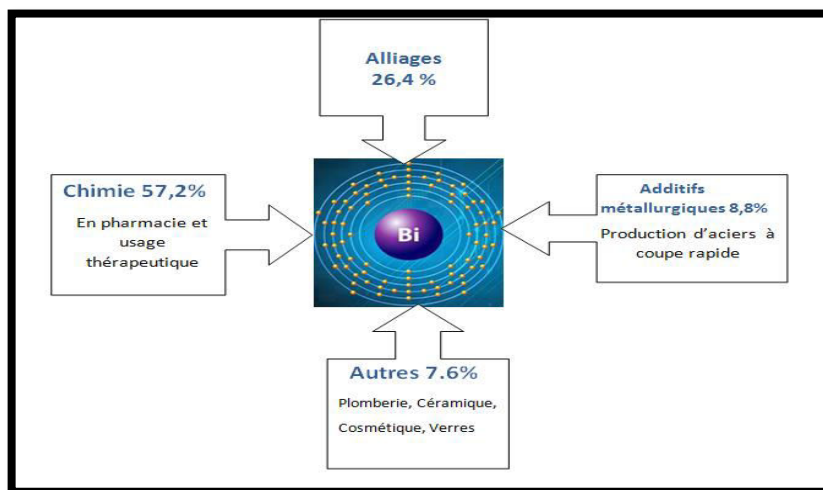 Alliages
26,4 %
Chimie 57,2%
En pharmacie et
usage
thérapeutique
Bi
Additifs
métallurgiques 8,8%
Production d’aciers à
coupe rapide
Autres 7.6%
Plomberie, Céramique,
Cosmétique, Verres